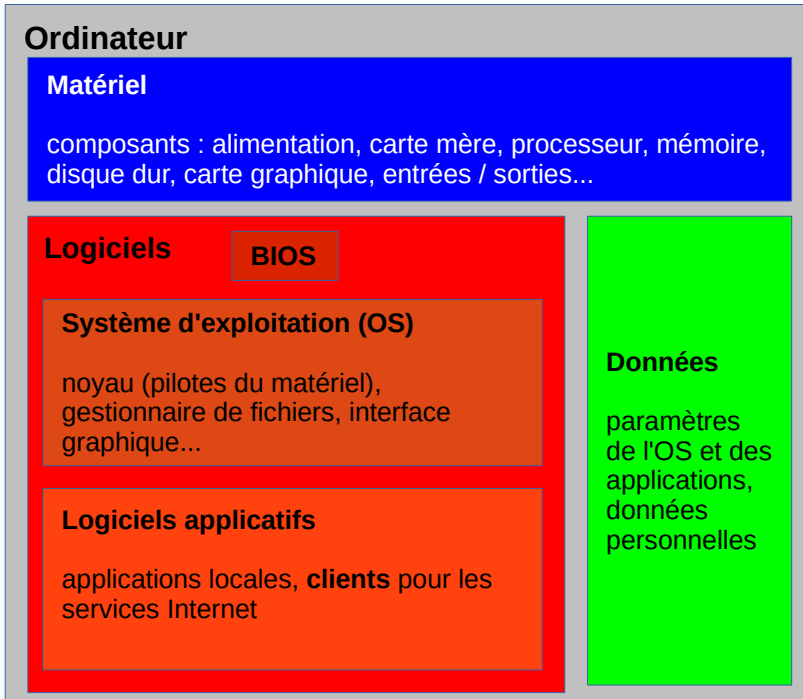 Ordinateur
Matériel
composants : alimentation, carte mère, processeur, mémoire,
disque dur, carte graphique, entrées / sorties...
Logiciels
BIOS
Système d'exploitation (OS)
noyau (pilotes du matériel),
gestionnaire de fichiers, interface
graphique...
Logiciels applicatifs
applications locales, clients pour les
services Internet
Données
paramètres
de l'OS et des
applications,
données
personnelles